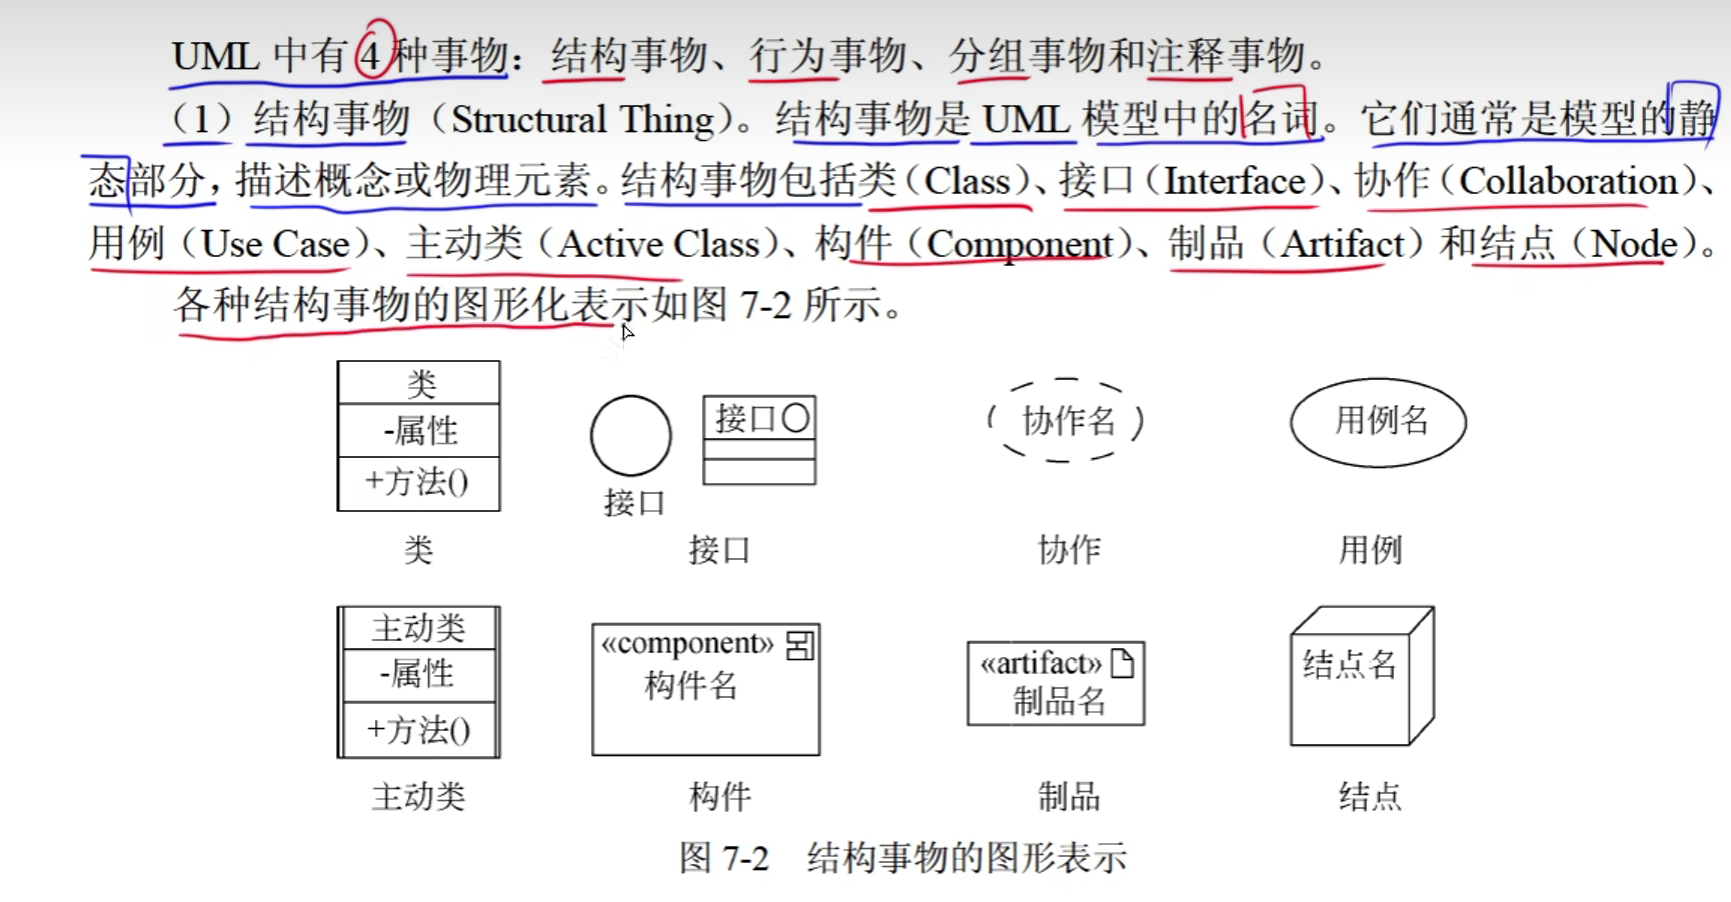 UML 中有 4 种事物：结构事物、行为事物、分组事物和注释事物。
（1）结构事物（Structural Thing）。结构事物是 UML 模型中的名词。它们通常是模型的静
态部分，描述概念或物理元素。结构事物包括类（Class）、接口（Interface）、协作（Collaboration）、
用例（Use Case）、主动类（Active Class）、构件（Component）、制品（Artifact）和结点（Node）。
各种结构事物的图形化表示如图 7-2 所示。
类
-属性
+方法()
类
接口
接口
接口
协作名
协作
用例名
用例
主动类
-属性
+方法()
主动类
«component»
构件名
构件
«artifact»
制品名
制品
结点名
结点
图 7-2 结构事物的图形表示